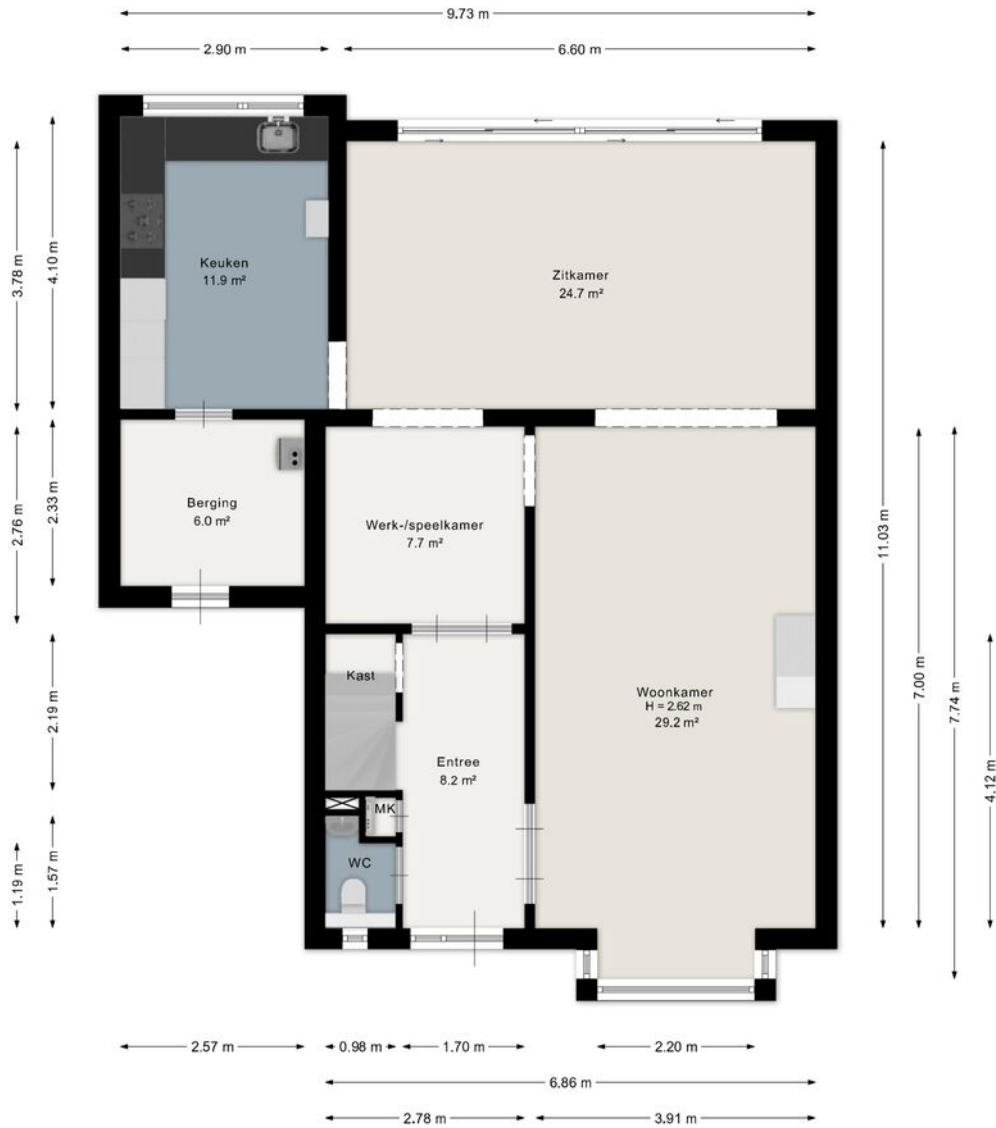 9.73 m
2.90 m
6.60 m
Keuken
11.9 m²
Zitkamer
24.7 m²
3.78 m
4.10 m
Berging
6.0 m²
Werk-/speelkamer
7.7 m²
2.76 m
2.33 m
11.03 m
Kast
Woonkamer
H = 2.62 m
29.2 m²
7.00 m
7.74 m
2.19 m
Entree
8.2 m²
4.12 m
MK
WC
1.19 m
1.57 m
2.57 m
0.98 m
1.70 m
2.20 m
6.86 m
2.78 m
3.91 m